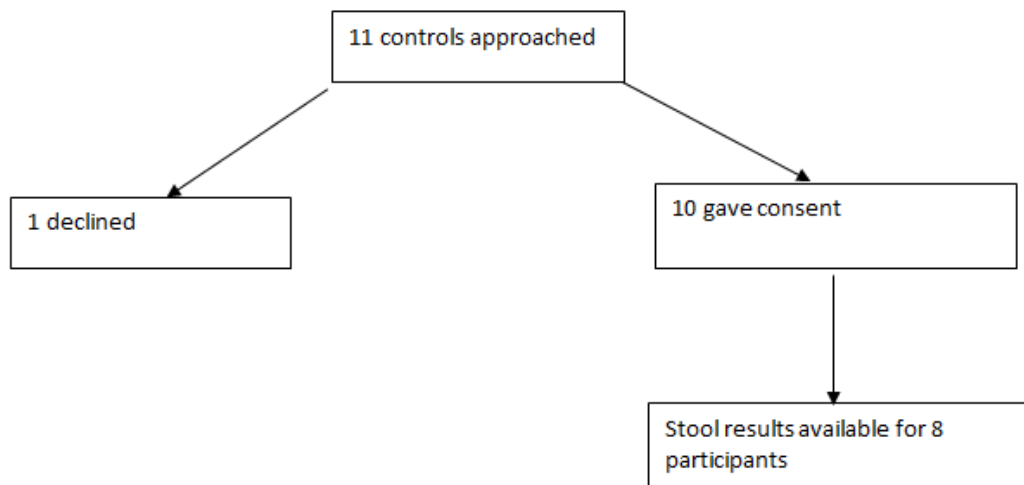 11 controls approached
1 declined
10 gave consent
Stool results available for 8
participants